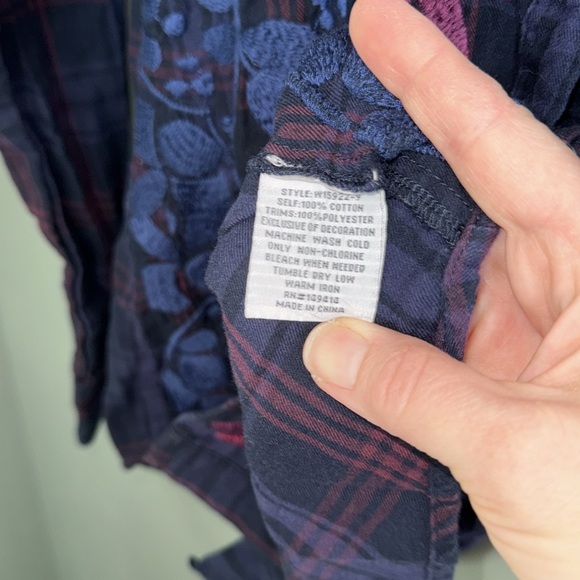 STYLE:W15922-9
SELF:100% COTTON
TRIMS:100%POLYESTER
EXCLUSIVE OF DECORATION
MACHINE WASH COLD
ONLY NON-CHLORINE
BLEACH WHEN NEEDED
TUMBLE DRY LOW
WARM IRON
RN#149414
MADE IN CHINA